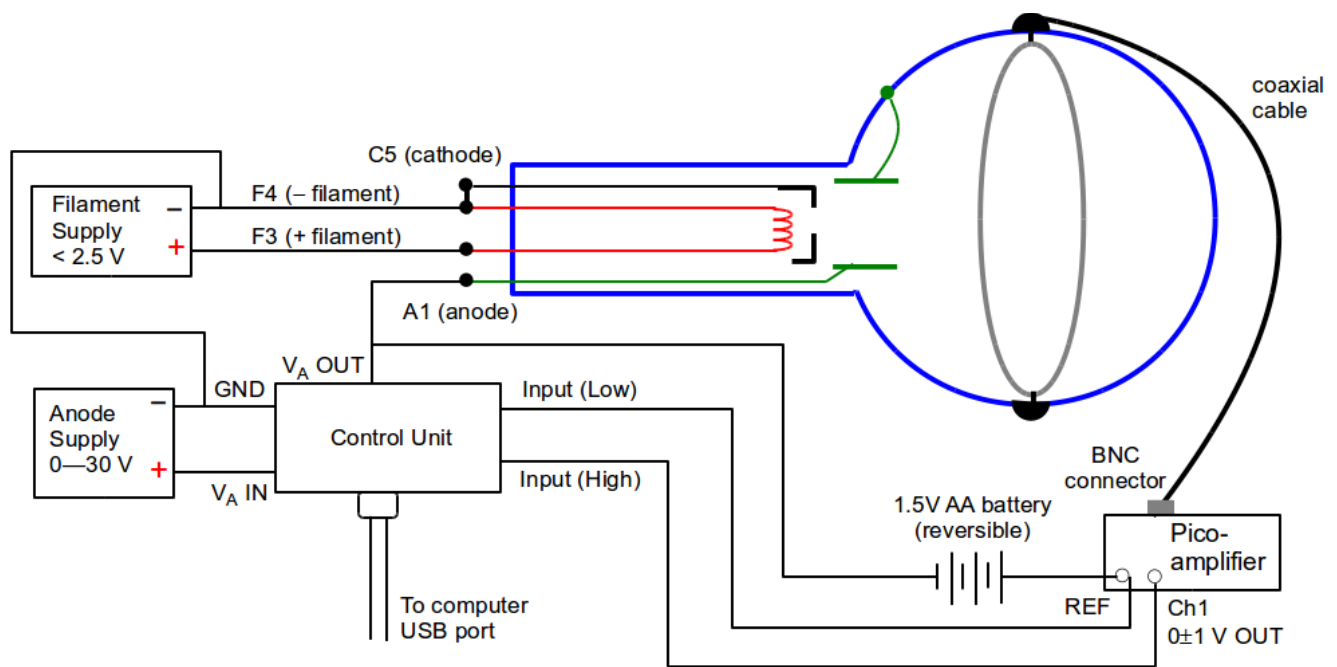 coaxial
cable
C5 (cathode)
F4 (– filament)
Filament
Supply
< 2.5 V
–
+
F3 (+ filament)
A1 (anode)
V_A OUT
GND
Input (Low)
Anode
Supply
0—30 V
–
+
Control Unit
V_A IN
Input (High)
BNC
connector
1.5V AA battery
(reversible)
Pico-
amplifier
REF
Ch1
0±1 V OUT
To computer
USB port